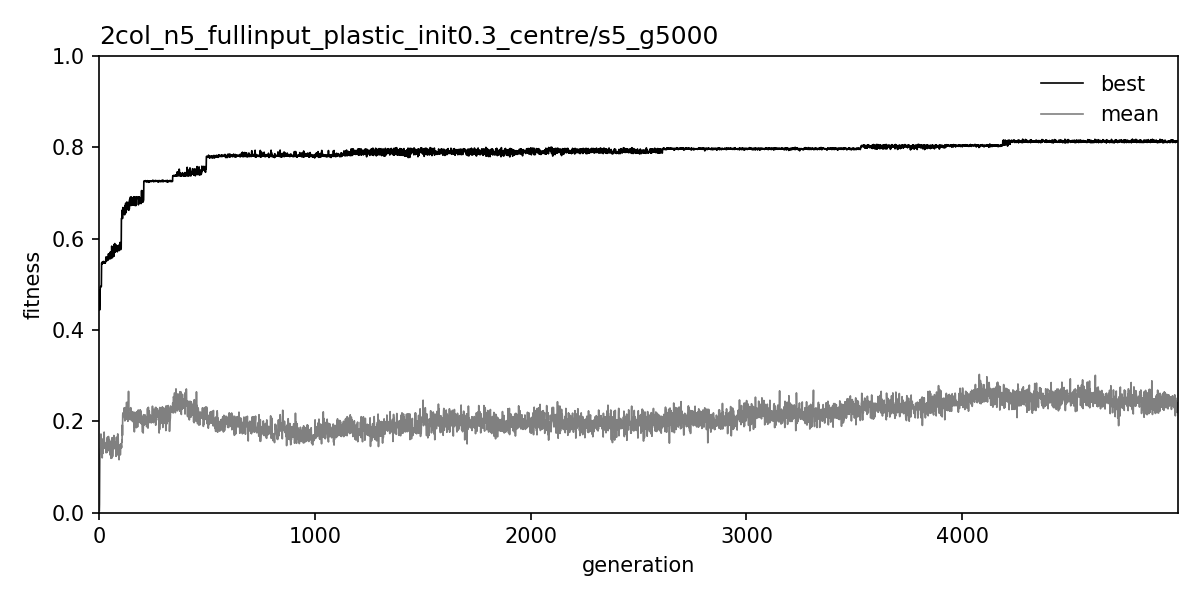 2col_n5_fullinput_plastic_init0.3_centre/s5_g5000
1.0
best
mean
0.8
0.6
fitness
0.4
0.2
0.0
0 1000 2000 3000 4000
generation